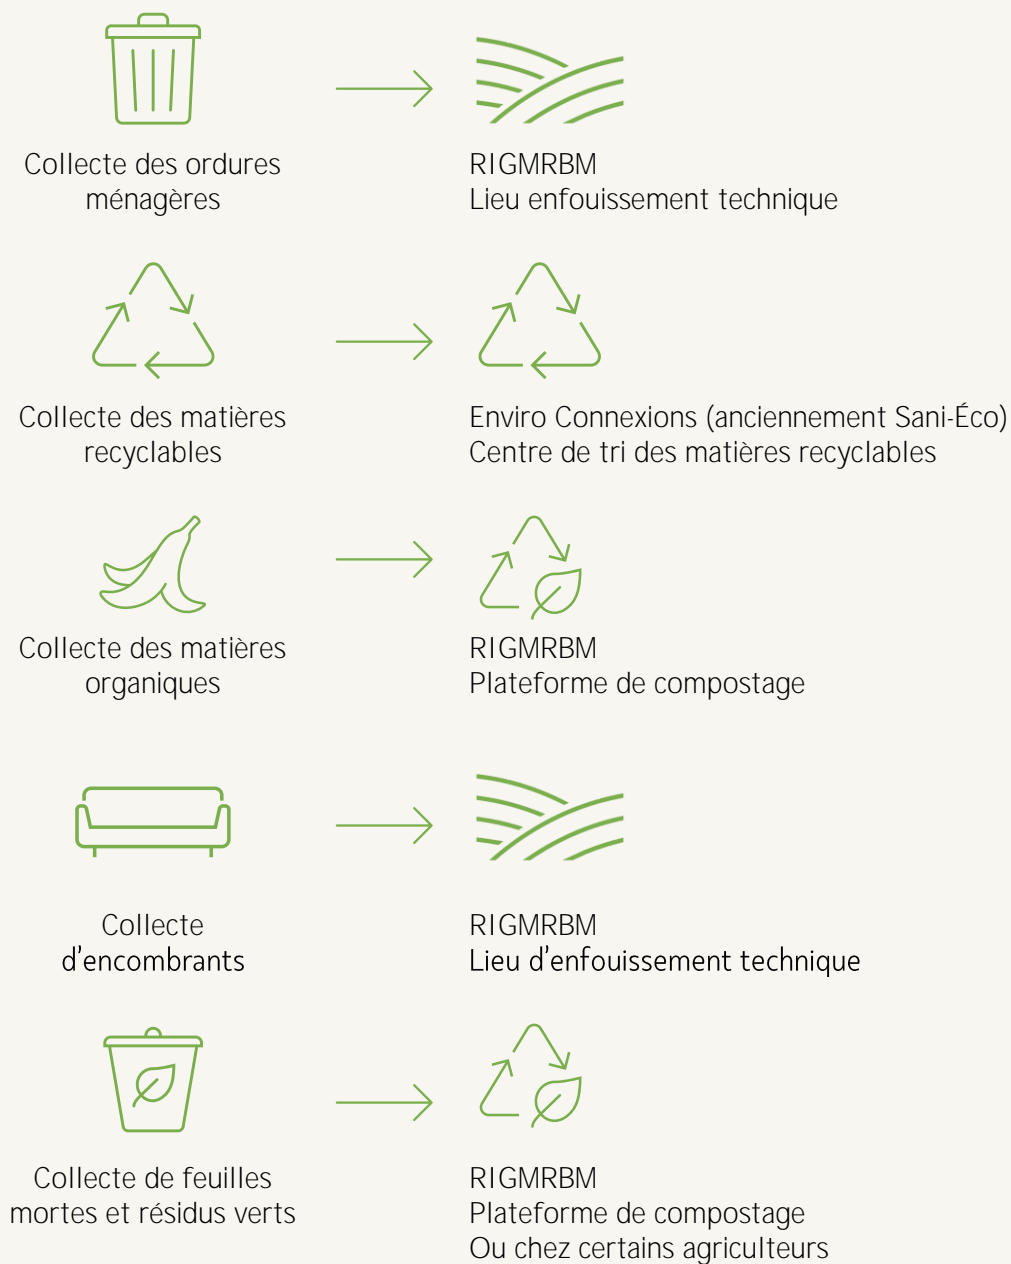 Collecte des ordures
ménagères
RIGMRBM
Lieu enfouissement technique
Collecte des matières
recyclables
Enviro Connexions (anciennement Sani-Éco)
Centre de tri des matières recyclables
Collecte des matières
organiques
RIGMRBM
Plateforme de compostage
Collecte
d'encombrants
RIGMRBM
Lieu d'enfouissement technique
Collecte de feuilles
mortes et résidus verts
RIGMRBM
Plateforme de compostage
Ou chez certains agriculteurs